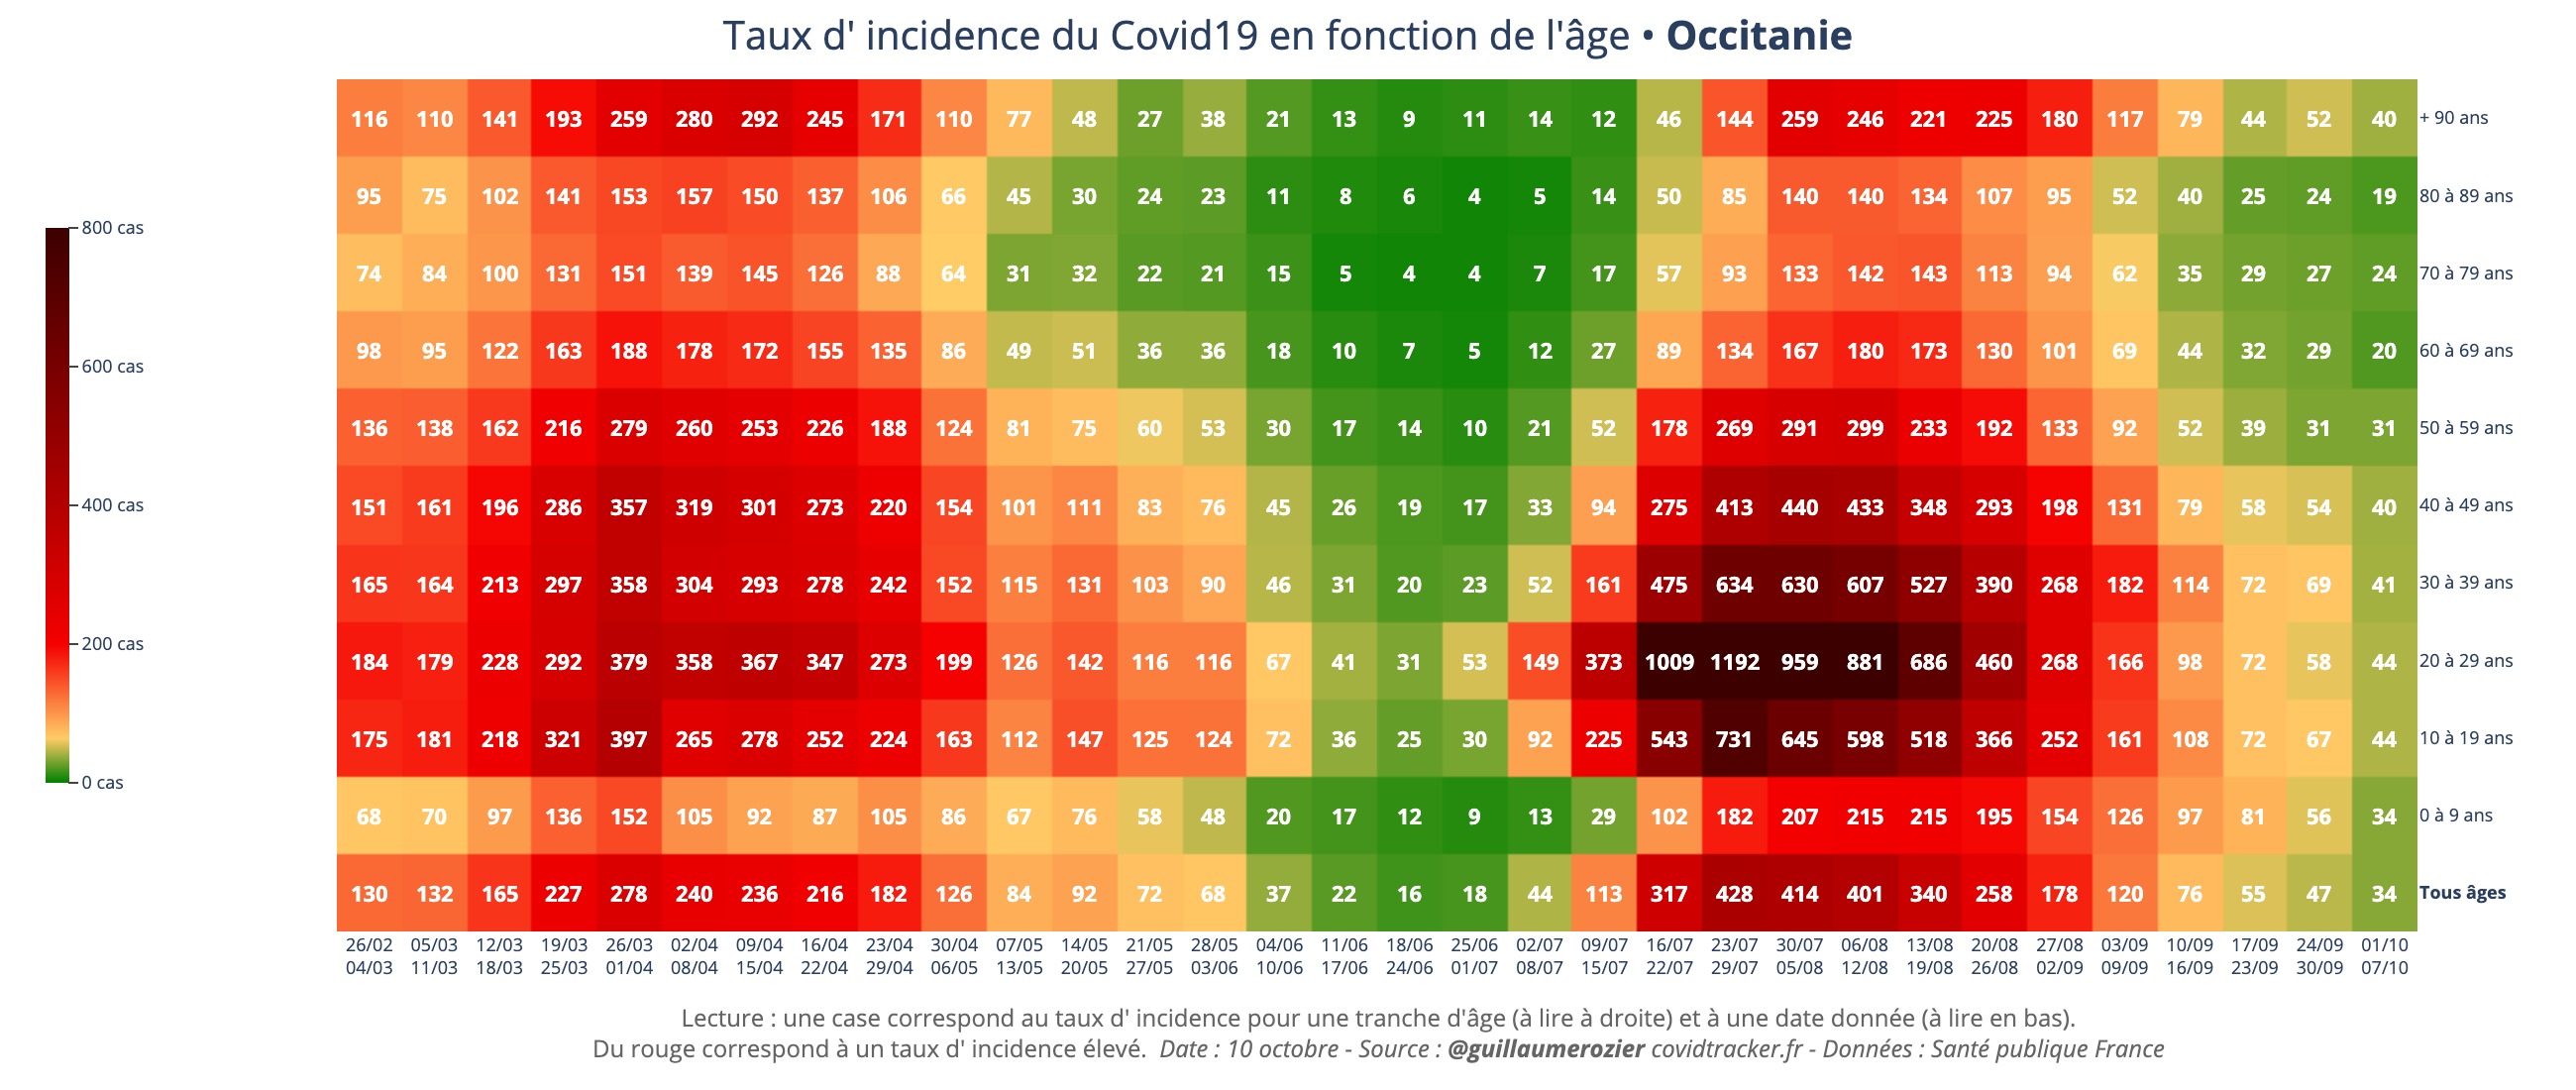 Taux d' incidence du Covid19 en fonction de l'âge • Occitanie
116 110 141 193 259 280 292 245 171 110 77 48 27 38 21 13 9 11 14 12 46 144 259 246 221 225 180 117 79 44 52 40 + 90 ans
95 75 102 141 153 157 150 137 106 66 45 30 24 23 11 8 6 4 5 14 50 85 140 140 134 107 95 52 40 25 24 19 80 à 89 ans
800 cas
74 84 100 131 151 139 145 126 88 64 31 32 22 21 15 5 4 4 7 17 57 93 133 142 143 113 94 62 35 29 27 24 70 à 79 ans
98 95 122 163 188 178 172 155 135 86 49 51 36 36 18 10 7 5 12 27 89 134 167 180 173 130 101 69 44 32 29 20 60 à 69 ans
600 cas
136 138 162 216 279 260 253 226 188 124 81 75 60 53 30 17 14 10 21 52 178 269 291 299 233 192 133 92 52 39 31 31 50 à 59 ans
400 cas
151 161 196 286 357 319 301 273 220 154 101 111 83 76 45 26 19 17 33 94 275 413 440 433 348 293 198 131 79 58 54 40 40 à 49 ans
165 164 213 297 358 304 293 278 242 152 115 131 103 90 46 31 20 23 52 161 475 634 630 607 527 390 268 182 114 72 69 41 30 à 39 ans
200 cas
184 179 228 292 379 358 367 347 273 199 126 142 116 116 67 41 31 53 149 373 1009 1192 959 881 686 460 268 166 98 72 58 44 20 à 29 ans
175 181 218 321 397 265 278 252 224 163 112 147 125 124 72 36 25 30 92 225 543 731 645 598 518 366 252 161 108 72 67 44 10 à 19 ans
0 cas
68 70 97 136 152 105 92 87 105 86 67 76 58 48 20 17 12 9 13 29 102 182 207 215 215 195 154 126 97 81 56 34 0 à 9 ans
130 132 165 227 278 240 236 216 182 126 84 92 72 68 37 22 16 18 44 113 317 428 414 401 340 258 178 120 76 55 47 34 Tous âges
26/02 05/03 12/03 19/03 26/03 02/04 09/04 16/04 23/04 30/04 07/05 14/05 21/05 28/05 04/06 11/06 18/06 25/06 02/07 09/07 16/07 23/07 30/07 06/08 13/08 20/08 27/08 03/09 10/09 17/09 24/09 01/10
04/03 11/03 18/03 25/03 01/04 08/04 15/04 22/04 29/04 06/05 13/05 20/05 27/05 03/06 10/06 17/06 24/06 01/07 08/07 15/07 22/07 29/07 05/08 12/08 19/08 26/08 02/09 09/09 16/09 23/09 30/09 07/10
Lecture : une case correspond au taux d' incidence pour une tranche d'âge (à lire à droite) et à une date donnée (à lire en bas).
Du rouge correspond à un taux d' incidence élevé. Date : 10 octobre - Source : @guillaumerozier covidtracker.fr - Données : Santé publique France